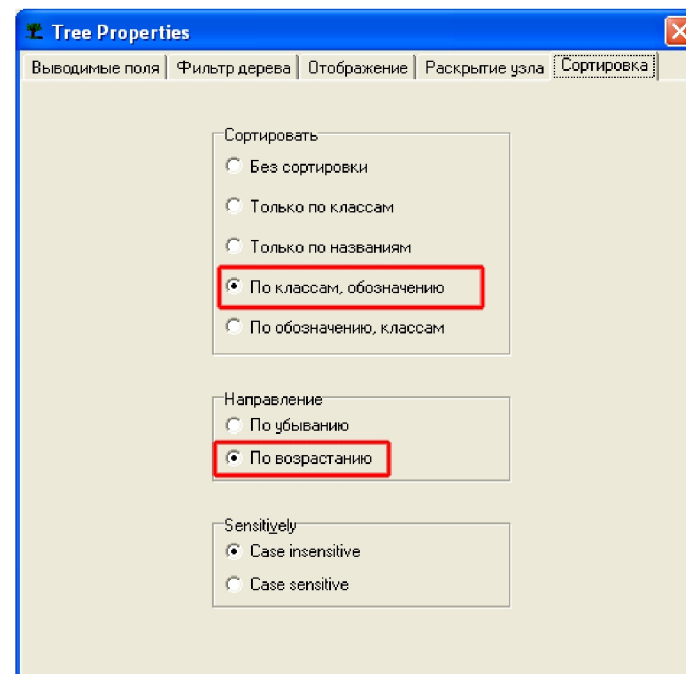 Tree Properties
Выводимые поля Фильтр дерева Отображение Раскрытие узла Сортировка
Сортировать
Без сортировки
Только по классам
Только по названиям
По классам, обозначению
По обозначению, классам
Направление
По убыванию
По возрастанию
Sensitively
Case insensitive
Case sensitive